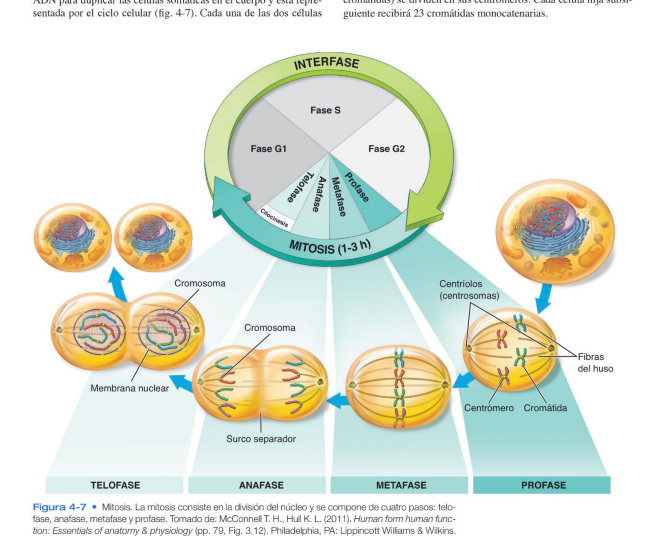 ADN para duplicar las células somáticas en el cuerpo y está repre-
sentada por el ciclo celular (fig. 4-7). Cada una de las dos células
cromátidas) se dividen en sus centrómeros. Cada célula hija subsi-
guiente recibirá 23 cromátidas monocatenarias.
INTERFASE
Fase S
Fase G1
Fase G2
Telofase
Anafase
Metafase
Profase
Citocinesis
MITOSIS (1-3 h)
Cromosoma
Centríolos
(centrosomas)
Cromosoma
Fibras
del huso
Membrana nuclear
Centrómero
Cromátida
Surco separador
TELOFASE
ANAFASE
METAFASE
PROFASE
Figura 4-7 • Mitosis. La mitosis consiste en la división del núcleo y se compone de cuatro pasos: telo-
fase, anafase, metafase y profase. Tomado de: McConnell T. H., Hull K. L. (2011). Human form human func-
tion: Essentials of anatomy & physiology (pp. 79, Fig. 3.12). Philadelphia, PA: Lippincott Williams & Wilkins.